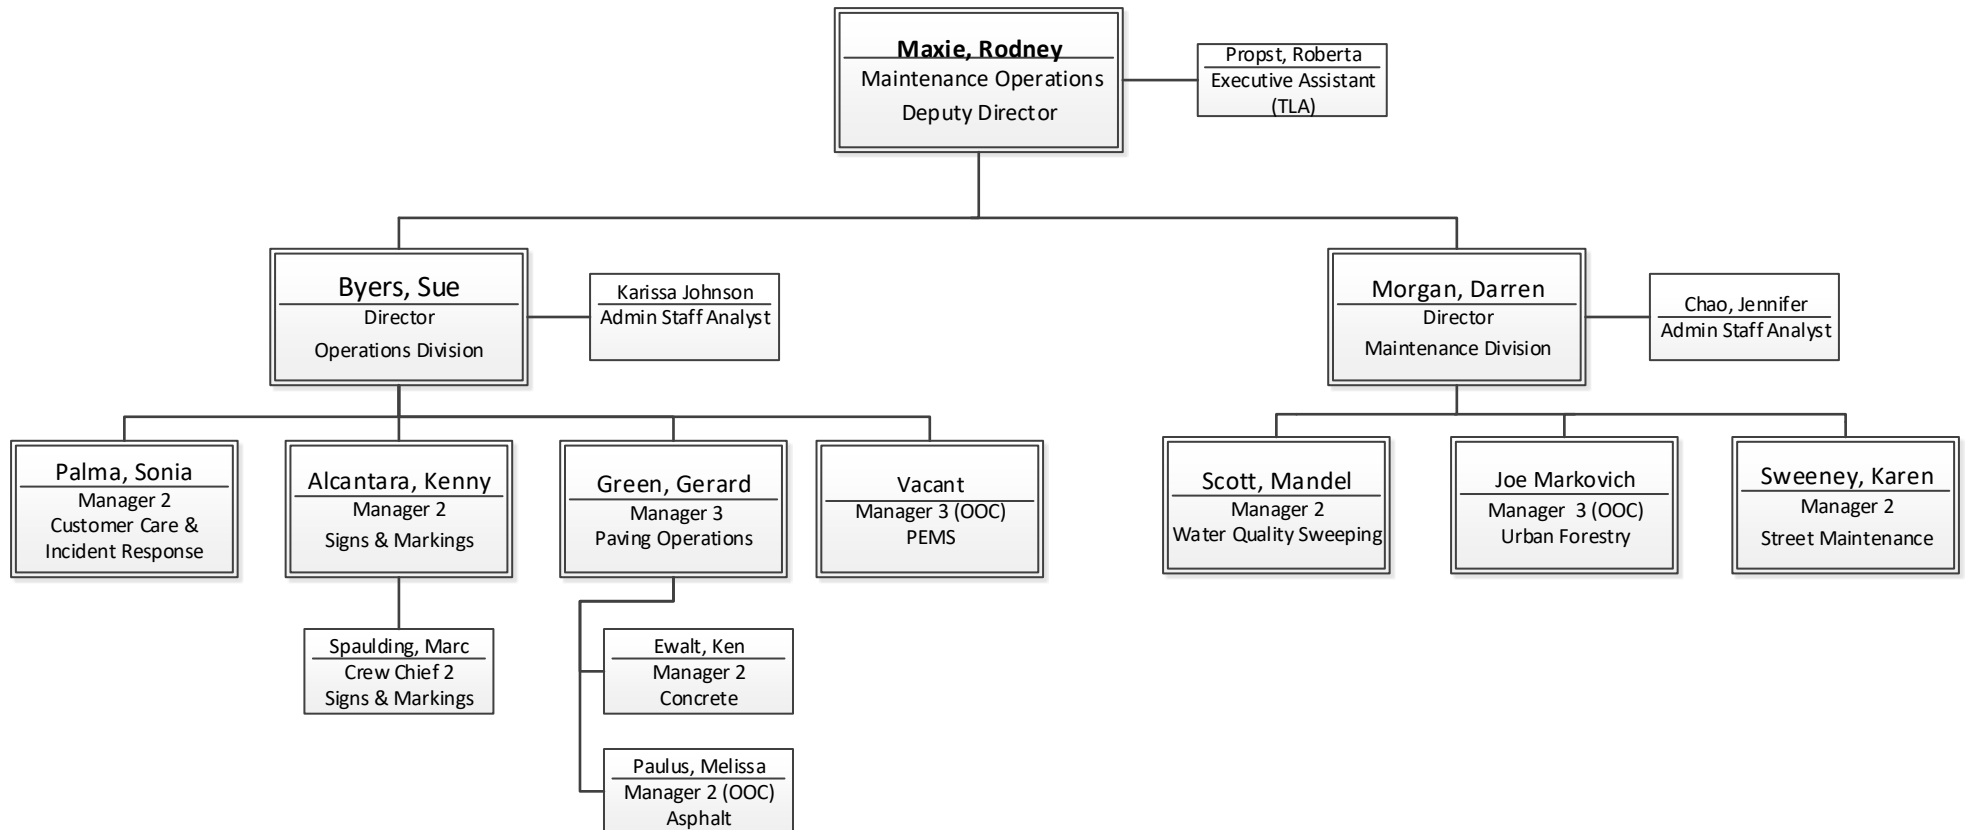 Maxie, Rodney
Maintenance Operations
Deputy Director
Propst, Roberta
Executive Assistant
(TLA)
Byers, Sue
Director
Operations Division
Karissa Johnson
Admin Staff Analyst
Morgan, Darren
Director
Maintenance Division
Chao, Jennifer
Admin Staff Analyst
Palma, Sonia
Manager 2
Customer Care &
Incident Response
Alcantara, Kenny
Manager 2
Signs & Markings
Green, Gerard
Manager 3
Paving Operations
Vacant
Manager 3 (OOC)
PEMS
Scott, Mandel
Manager 2
Water Quality Sweeping
Joe Markovich
Manager 3 (OOC)
Urban Forestry
Sweeney, Karen
Manager 2
Street Maintenance
Spaulding, Marc
Crew Chief 2
Signs & Markings
Ewalt, Ken
Manager 2
Concrete
Paulus, Melissa
Manager 2 (OOC)
Asphalt